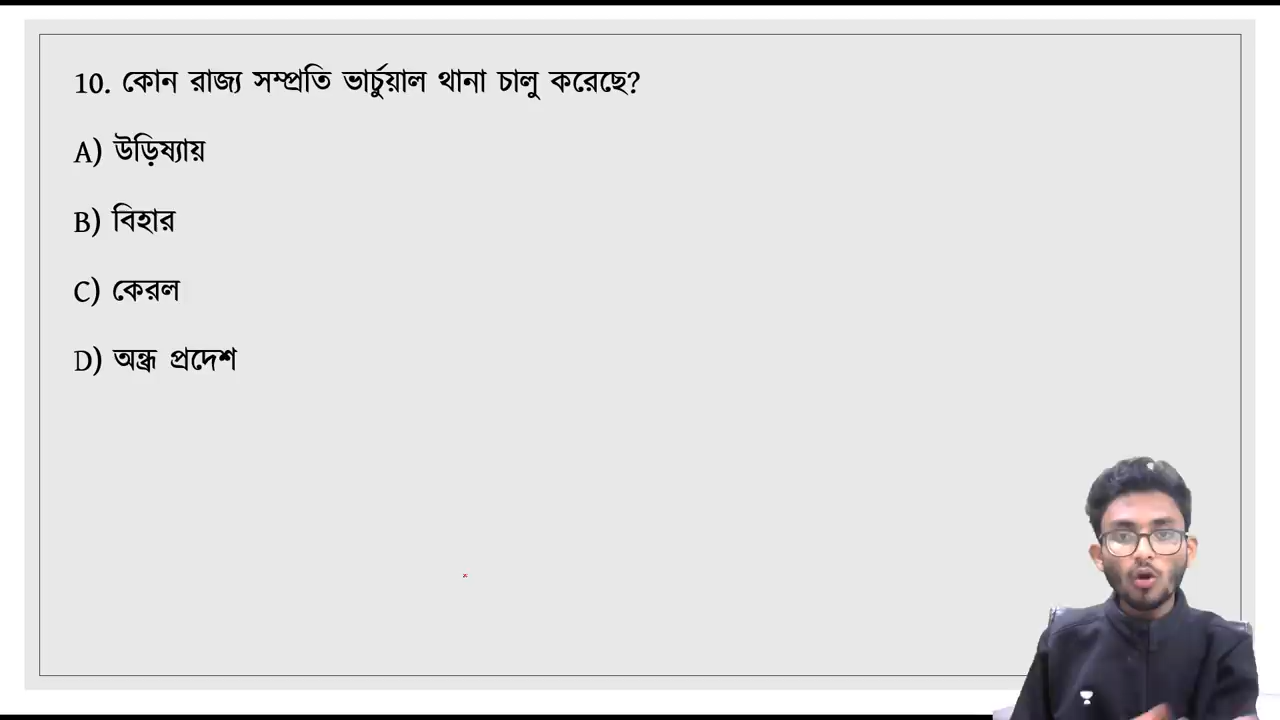 10. কোন রাজ্য সম্প্রতি ভার্চুয়াল থানা চালু করেছে?
A) উড়িষ্যায়
B) বিহার
C) কেরল
D) অন্ধ্র প্রদেশ